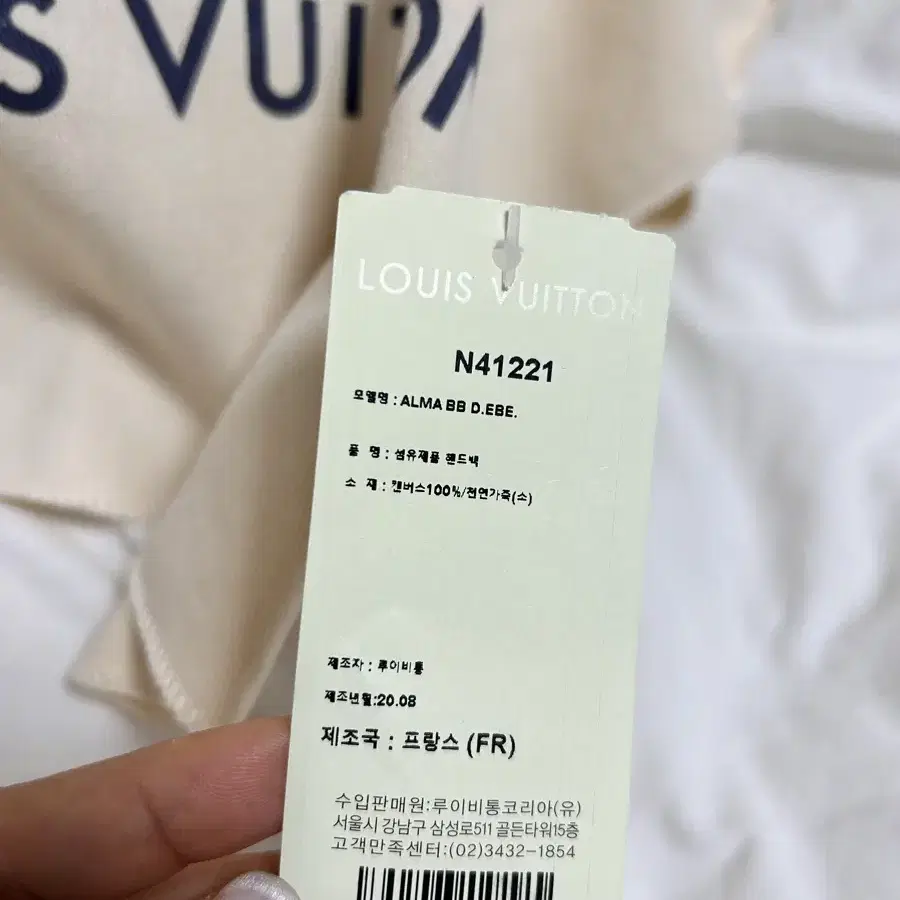 S VUIT
LOUIS VUITTON
N41221
모델명 : ALMA BB D.EBE.
품 명 : 섬유제품 핸드백
소 재 : 캔버스100%/천연가죽(소)
제조자 : 루이비통
제조년월:20.08
제조국 : 프랑스 (FR)
수입판매원:루이비통코리아(유)
서울시 강남구 삼성로511 골든타워15층
고객만족센터:(02)3432-1854